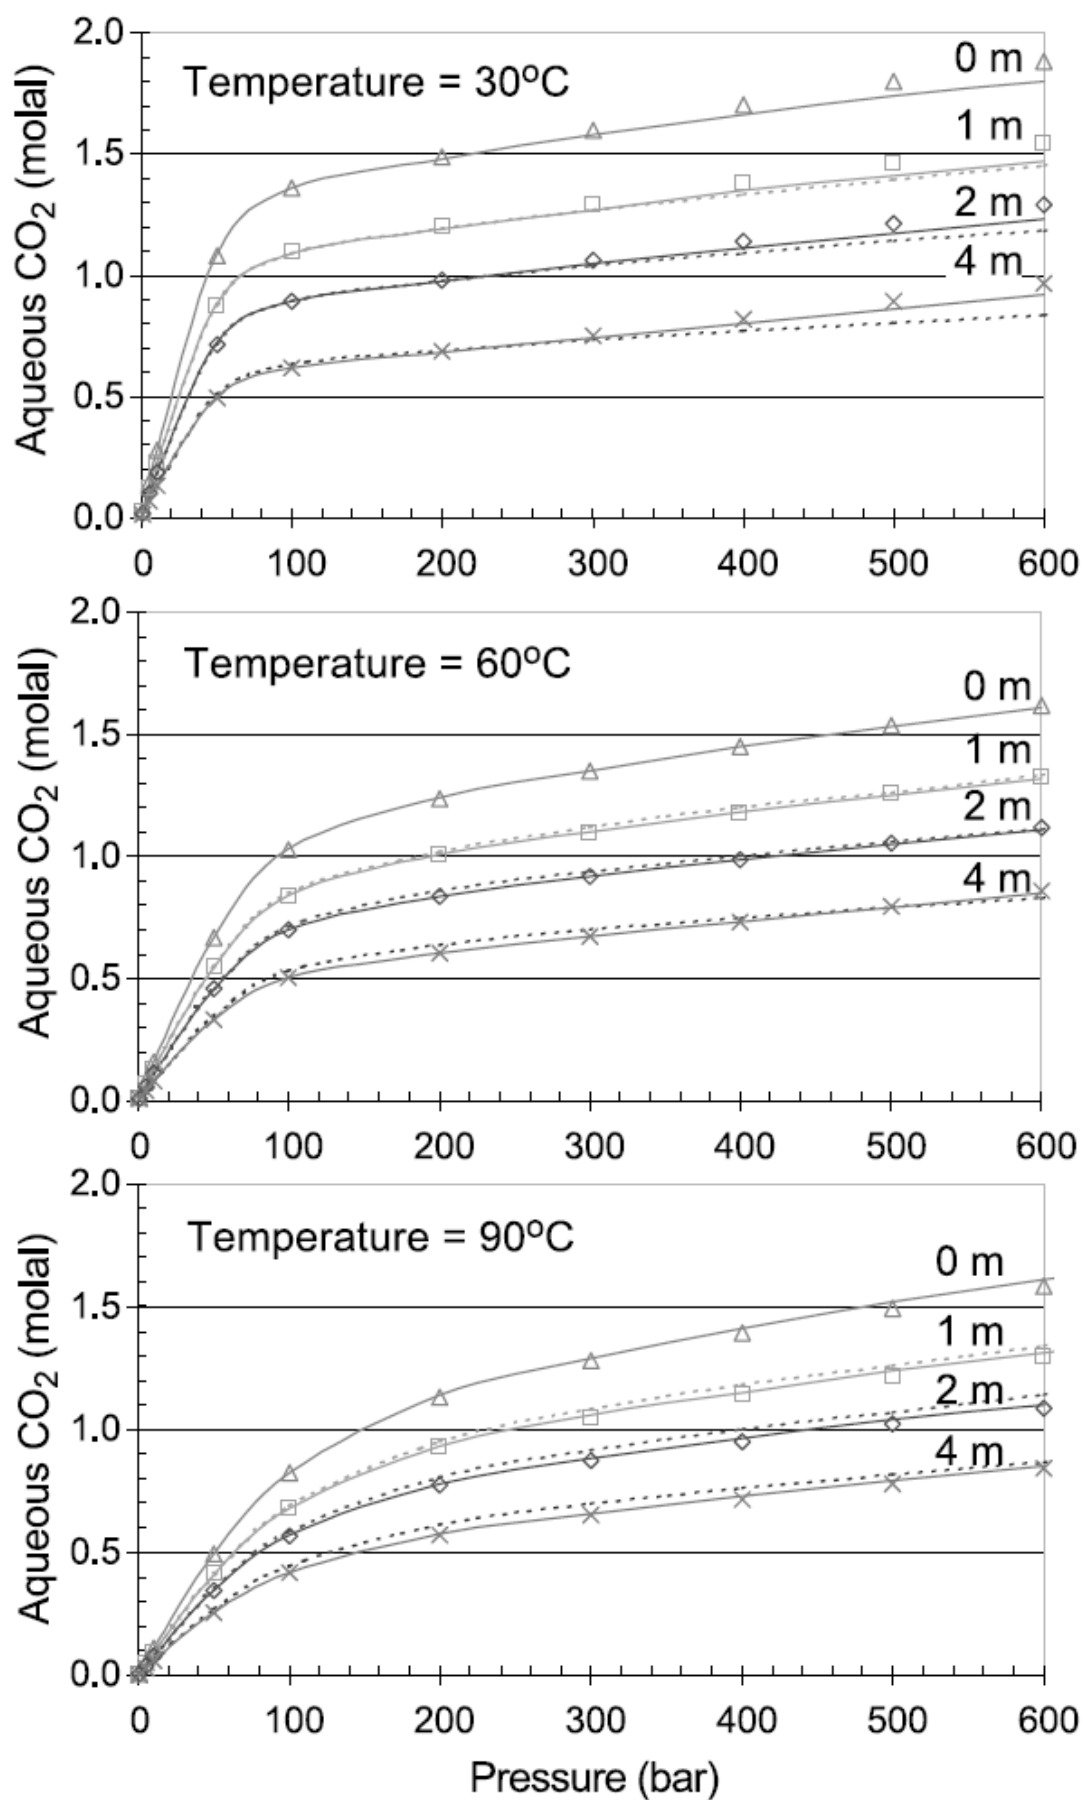 Temperature = 30°C
Aqueous CO₂ (molal)
2.0
1.5
1.0
0.5
0.0
0 m
1 m
2 m
4 m
0 100 200 300 400 500 600
Temperature = 60°C
Aqueous CO₂ (molal)
2.0
1.5
1.0
0.5
0.0
0 m
1 m
2 m
4 m
0 100 200 300 400 500 600
Temperature = 90°C
Aqueous CO₂ (molal)
2.0
1.5
1.0
0.5
0.0
0 m
1 m
2 m
4 m
0 100 200 300 400 500 600
Pressure (bar)